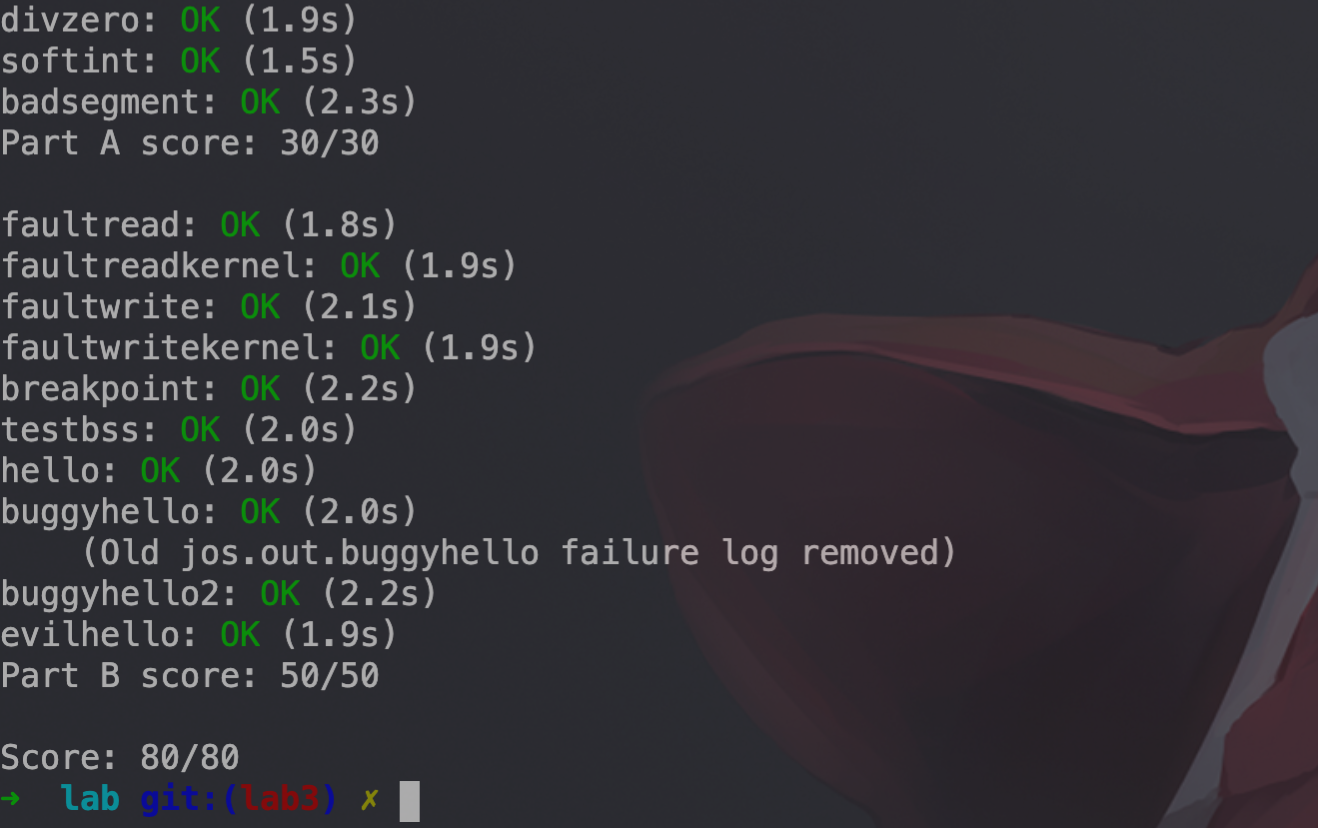 divzero: OK (1.9s)
softint: OK (1.5s)
badsegment: OK (2.3s)
Part A score: 30/30
faultread: OK (1.8s)
faultreadkernel: OK (1.9s)
faultwrite: OK (2.1s)
faultwritekernel: OK (1.9s)
breakpoint: OK (2.2s)
testbss: OK (2.0s)
hello: OK (2.0s)
buggyhello: OK (2.0s)
    (Old jos.out.buggyhello failure log removed)
buggyhello2: OK (2.2s)
evilhello: OK (1.9s)
Part B score: 50/50
Score: 80/80
➜  lab git:(lab3) ✗